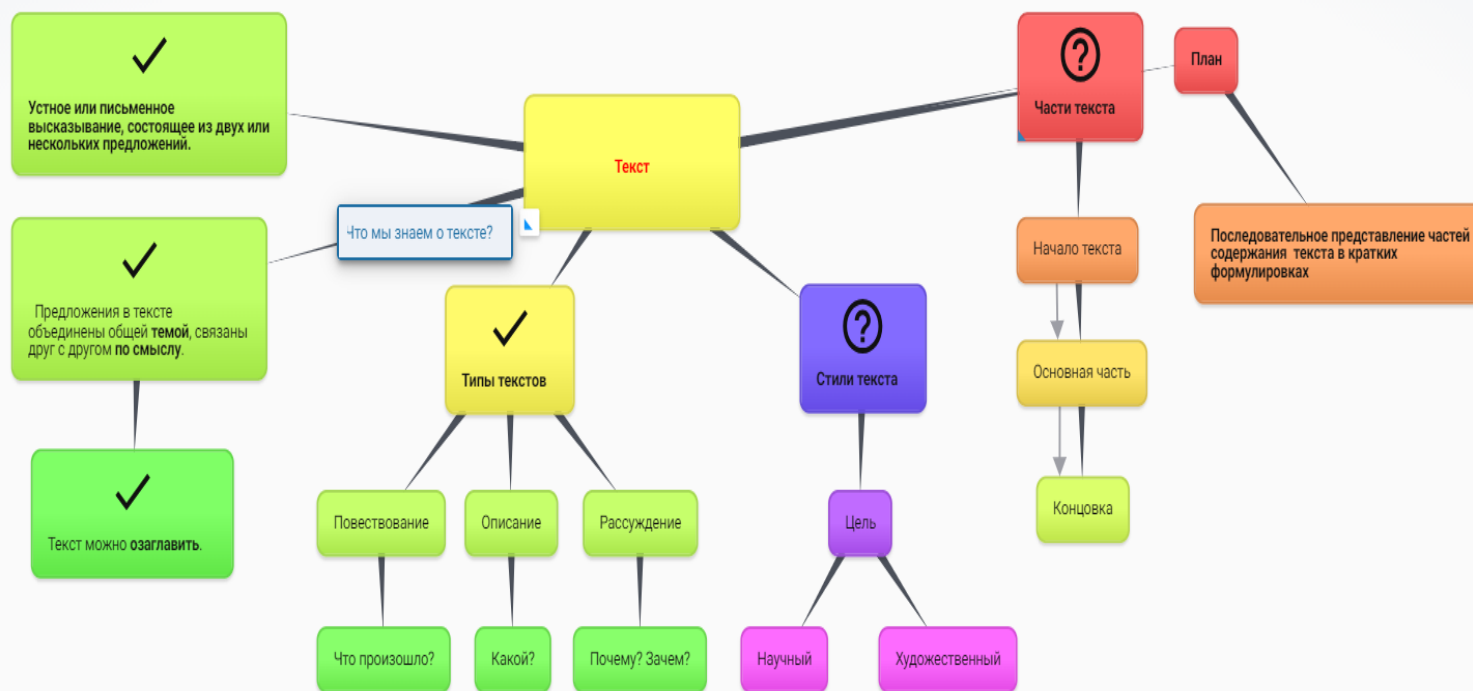 Устное или письменное
высказывание, состоящее из двух или
нескольких предложений.
Текст
Части текста
План
Что мы знаем о тексте?
Предложения в тексте
объединены общей темой, связаны
друг с другом по смыслу.
Текст можно озаглавить.
Типы текстов
Стили текста
Начало текста
Последовательное представление частей
содержания текста в кратких
формулировках
Основная часть
Концовка
Повествование
Описание
Рассуждение
Цель
Что произошло?
Какой?
Почему? Зачем?
Научный
Художественный